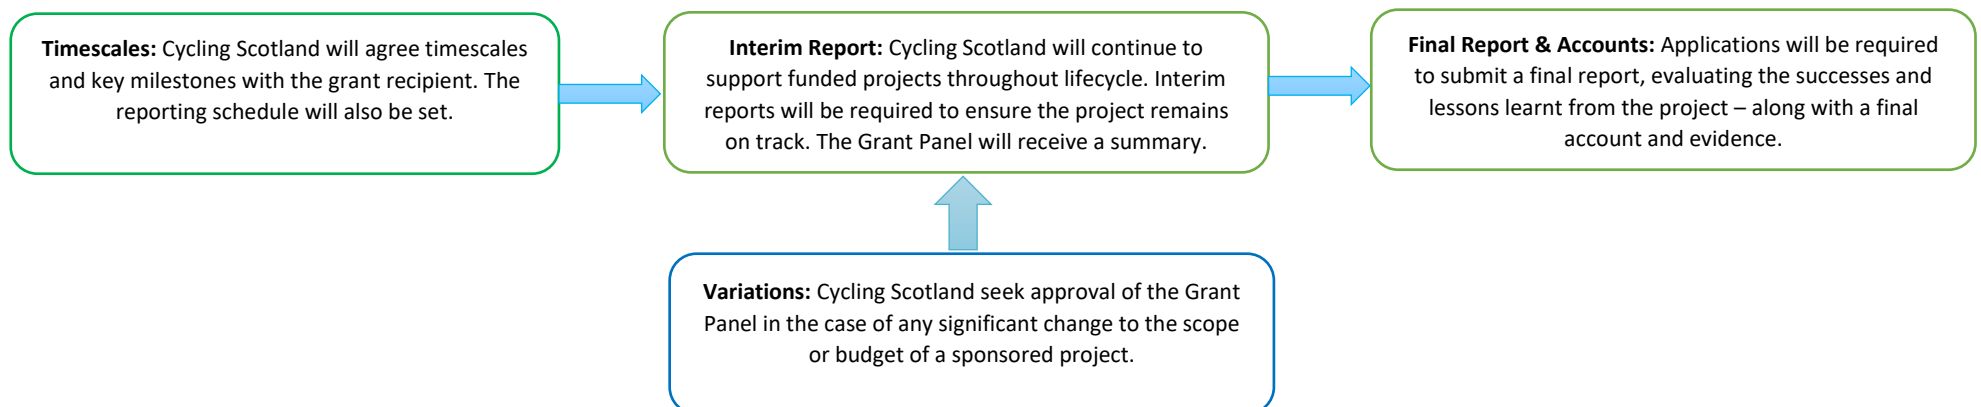 Timescales: Cycling Scotland will agree timescales
and key milestones with the grant recipient. The
reporting schedule will also be set.
Interim Report: Cycling Scotland will continue to
support funded projects throughout lifecycle. Interim
reports will be required to ensure the project remains
on track. The Grant Panel will receive a summary.
Final Report & Accounts: Applications will be required
to submit a final report, evaluating the successes and
lessons learnt from the project – along with a final
account and evidence.
Variations: Cycling Scotland seek approval of the Grant
Panel in the case of any significant change to the scope
or budget of a sponsored project.